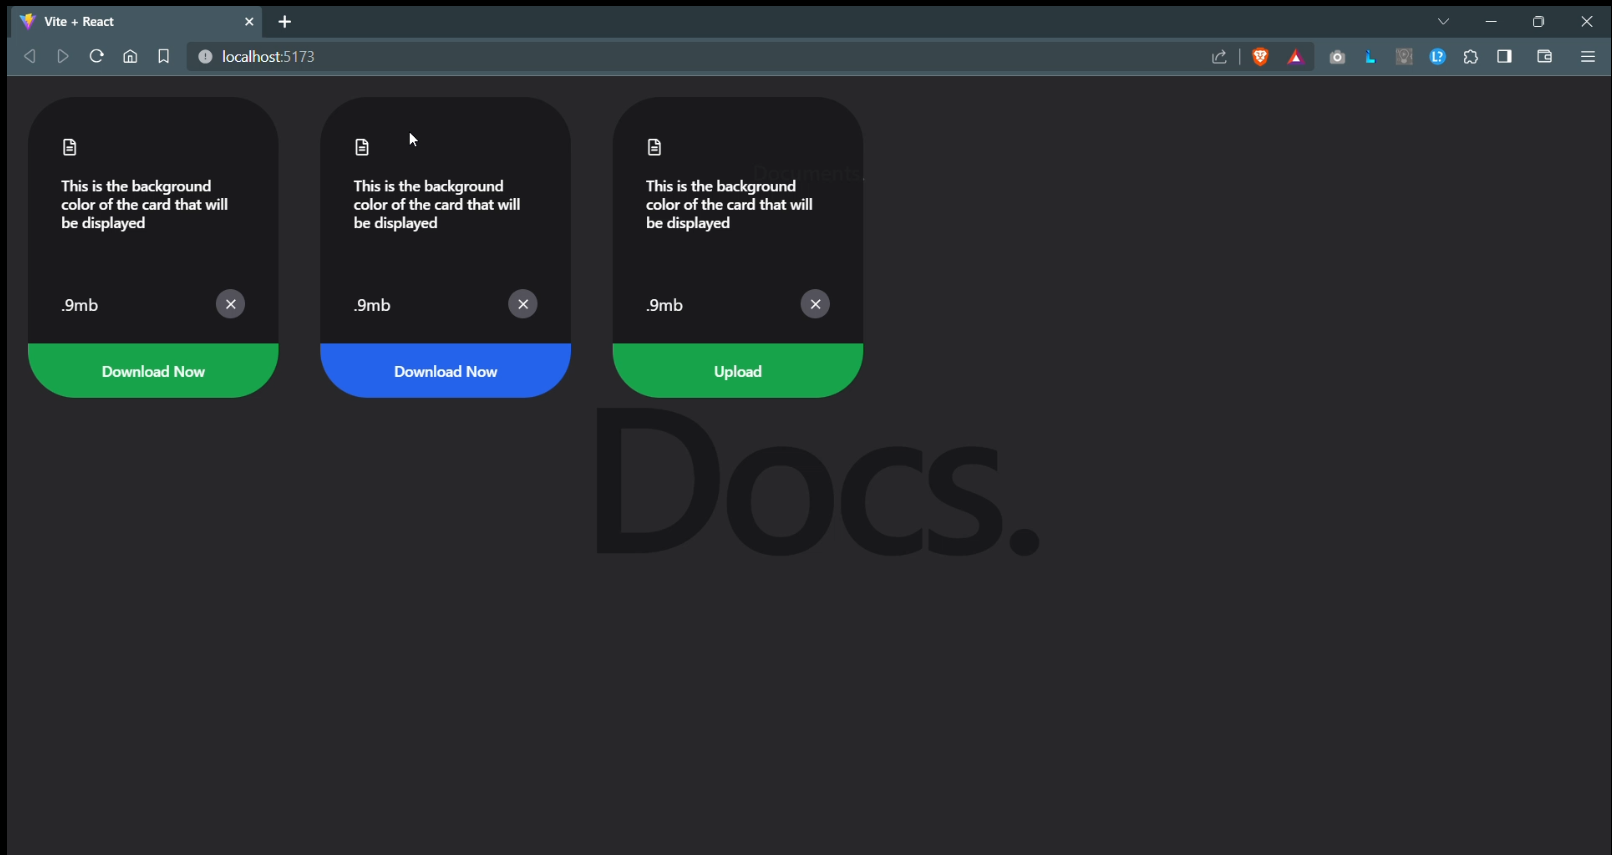 Vite + React
localhost:5173
Documents.
This is the background
color of the card that will
be displayed
.9mb
Download Now
This is the background
color of the card that will
be displayed
.9mb
Download Now
This is the background
color of the card that will
be displayed
.9mb
Upload
Docs.